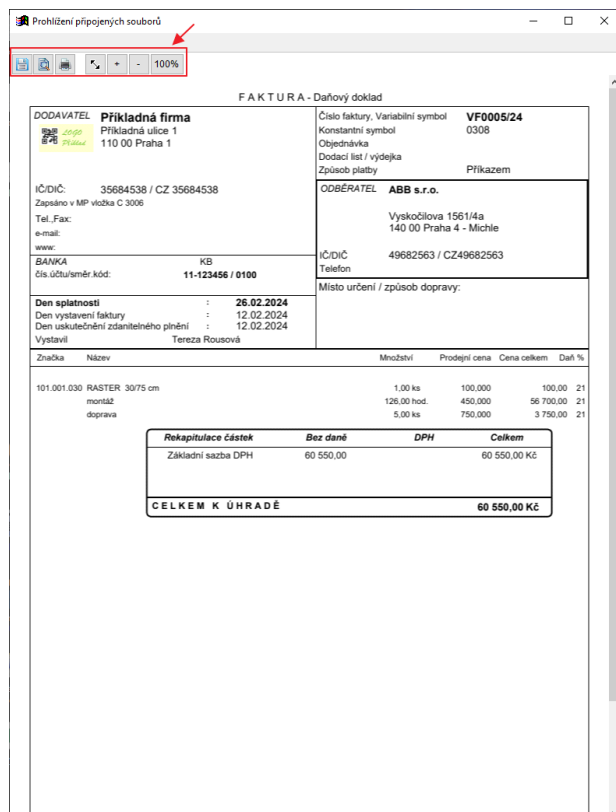 Prohlížení připojených souborů
+ - 100%
FAKTURA - Daňový doklad
DODAVATEL Příkladná firma
LOGO Příklad
Příkladná ulice 1
110 00 Praha 1
IČ/DIČ: 35684538 / CZ 35684538
Zapsáno v MP vložka C 3006
Tel.,Fax:
e-mail:
www:
BANKA KB
čís.účtu/směr.kód: 11-123456 / 0100
Den splatnosti : 26.02.2024
Den vystavení faktury : 12.02.2024
Den uskutečnění zdanitelného plnění : 12.02.2024
Vystavil Tereza Rousová
Číslo faktury, Variabilní symbol VF0005/24
Konstantní symbol 0308
Objednávka
Dodací list / výdejka
Způsob platby Příkazem
ODBĚRATEL ABB s.r.o.
Vyskočilova 1561/4a
140 00 Praha 4 - Michle
IČ/DIČ 49682563 / CZ49682563
Telefon
Místo určení / způsob dopravy:
Značka Název Množství Prodejní cena Cena celkem Daň %
101.001.030 RASTER 30/75 cm 1,00 ks 100,000 100,00 21
montáž 126,00 hod. 450,000 56 700,00 21
doprava 5,00 ks 750,000 3 750,00 21
Rekapitulace částek Bez daně DPH Celkem
Základní sazba DPH 60 550,00 60 550,00 Kč
CELKEM K ÚHRADĚ 60 550,00 Kč